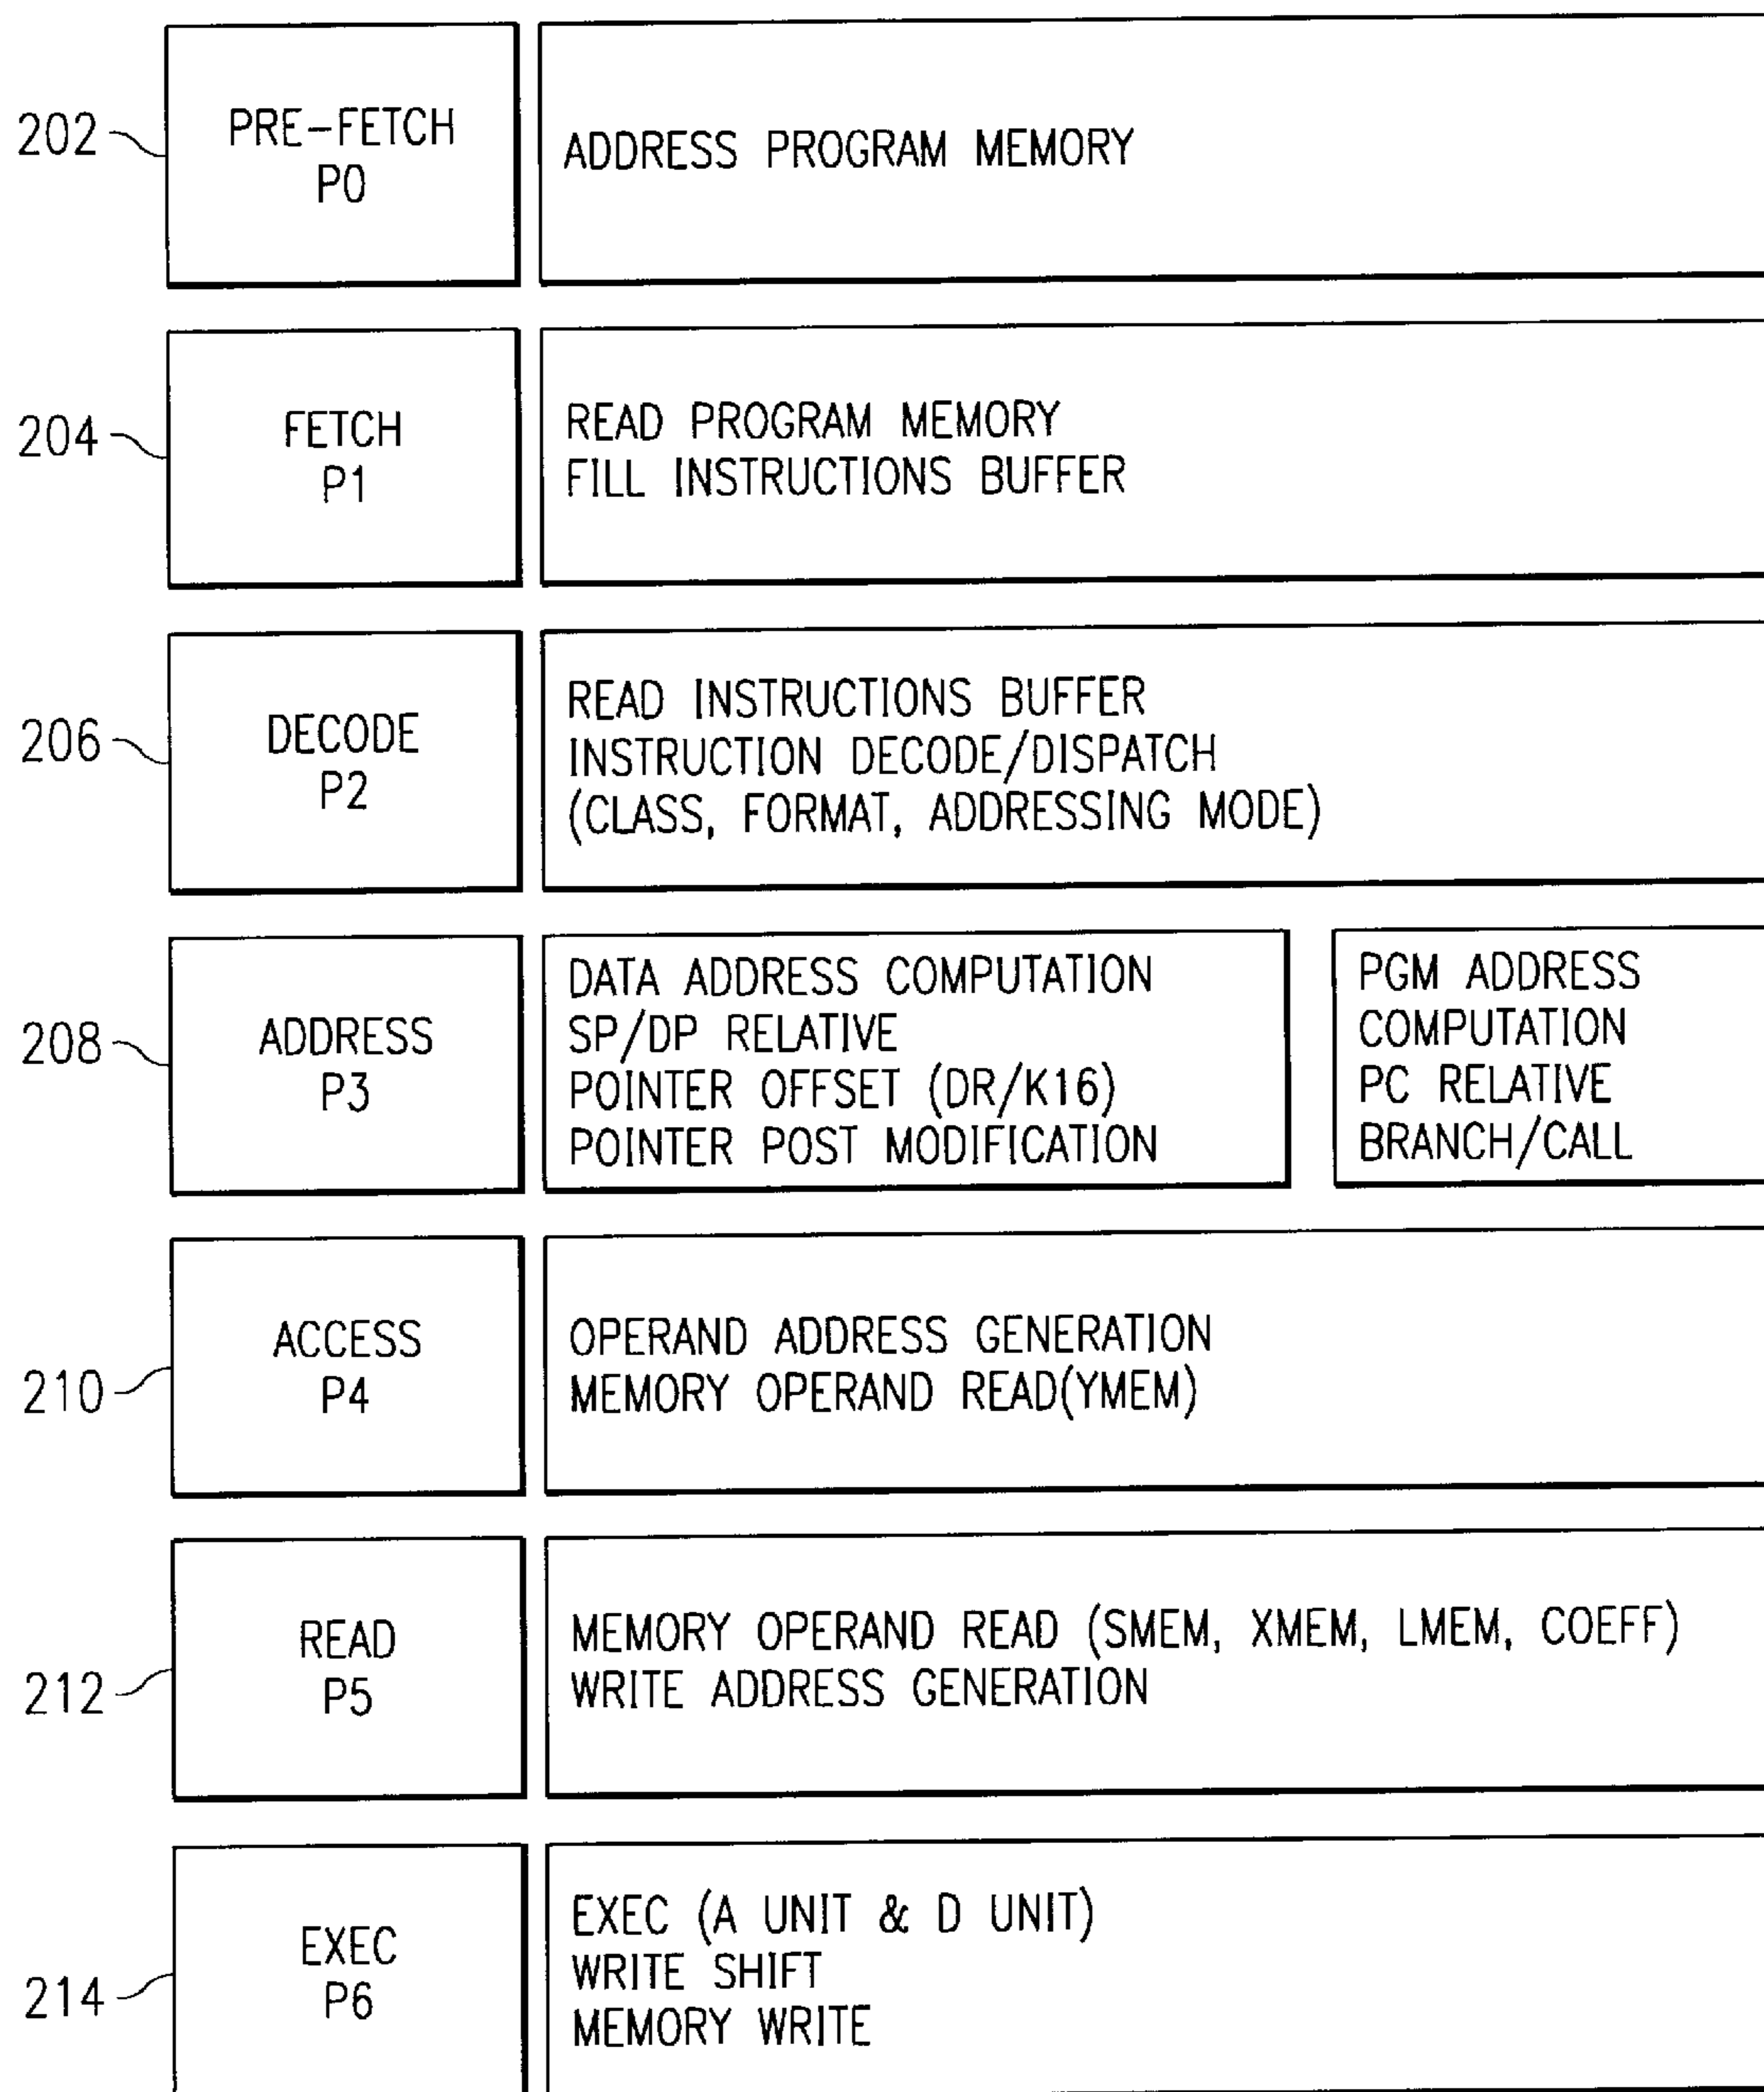 202
PRE-FETCH
P0
ADDRESS PROGRAM MEMORY
204
FETCH
P1
READ PROGRAM MEMORY
FILL INSTRUCTIONS BUFFER
206
DECODE
P2
READ INSTRUCTIONS BUFFER
INSTRUCTION DECODE/DISPATCH
(CLASS, FORMAT, ADDRESSING MODE)
208
ADDRESS
P3
DATA ADDRESS COMPUTATION
SP/DP RELATIVE
POINTER OFFSET (DR/K16)
POINTER POST MODIFICATION
PGM ADDRESS
COMPUTATION
PC RELATIVE
BRANCH/CALL
210
ACCESS
P4
OPERAND ADDRESS GENERATION
MEMORY OPERAND READ(YMEM)
212
READ
P5
MEMORY OPERAND READ (SMEM, XMEM, LMEM, COEFF)
WRITE ADDRESS GENERATION
214
EXEC
P6
EXEC (A UNIT & D UNIT)
WRITE SHIFT
MEMORY WRITE